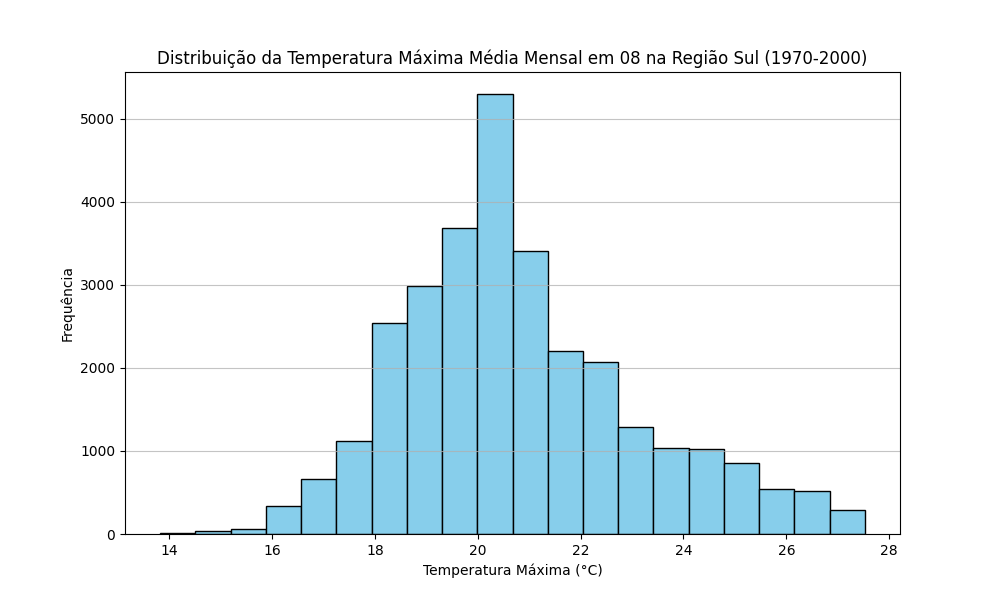 Distribuição da Temperatura Máxima Média Mensal em 08 na Região Sul (1970-2000)
Frequência
5000
4000
3000
2000
1000
0
14 16 18 20 22 24 26 28
Temperatura Máxima (°C)